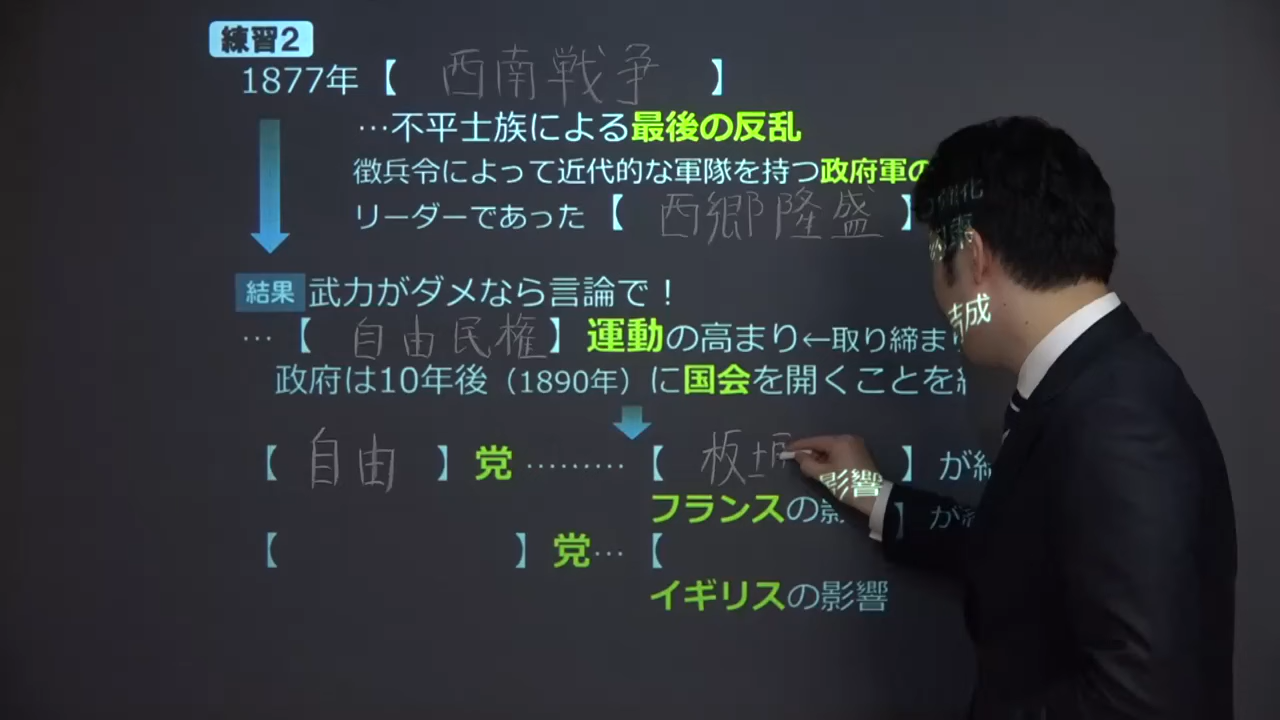 練習2
1877年【 西南戦争 】
…不平士族による最後の反乱
徴兵令によって近代的な軍隊を持つ政府軍の
リーダーであった【 西郷隆盛 】
結果 武力がダメなら言論で！
…【 自由民権 】運動の高まり←取り締ま
政府は10年後（1890年）に国会を開くことを
【 自由 】党………【 板垣 】が結
フランスの影響
【 】党…【 】が結
イギリスの影響